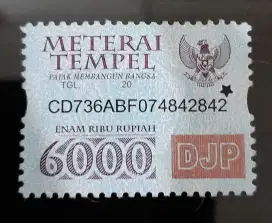 METERAI
TEMPEL
PAJAK MEMBANGUN BANGSA
TGL. 20
CD736ABF074842842
ENAM RIBU RUPIAH
6000
DJP